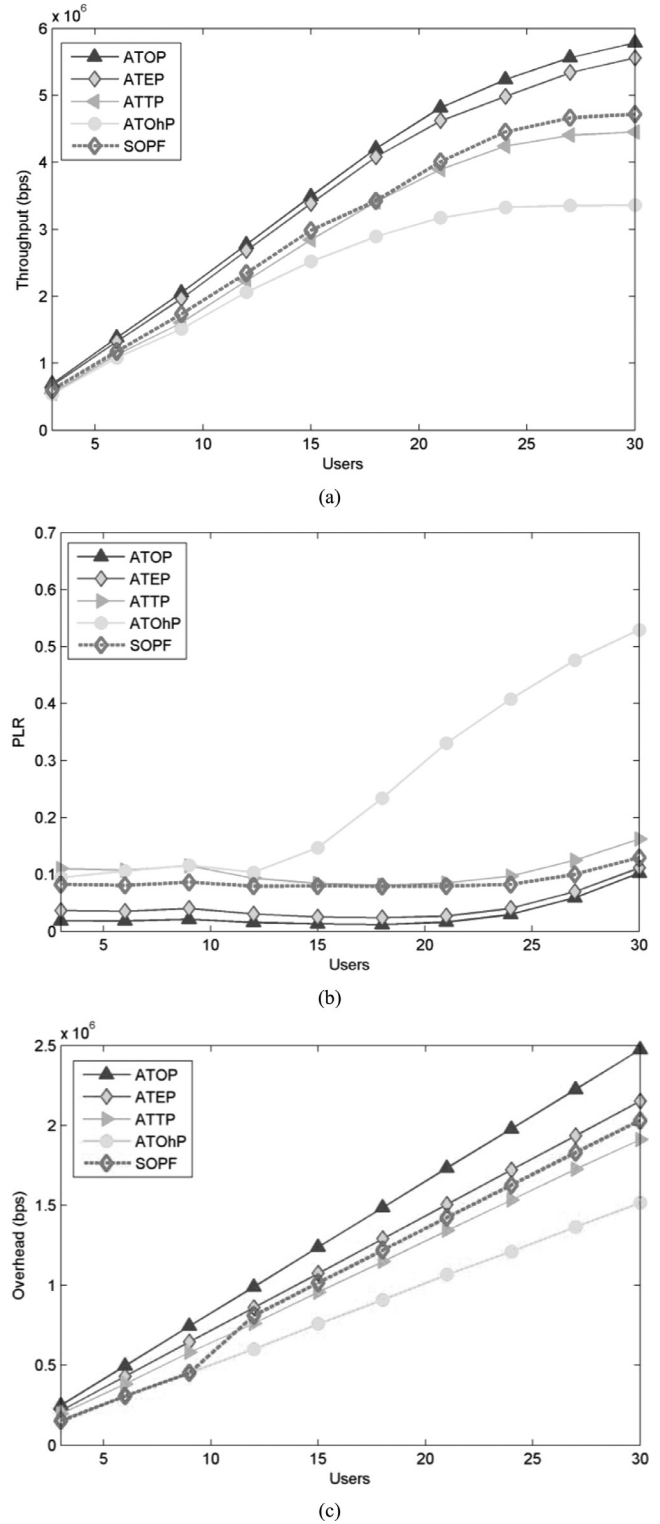 x 10^6
6
5
4
3
2
1
0
Throughput (bps)
ATOP
ATEP
ATTP
ATOhP
SOPF
5 10 15 20 25 30
Users
(a)
0.7
0.6
0.5
0.4
0.3
0.2
0.1
0
PLR
ATOP
ATEP
ATTP
ATOhP
SOPF
5 10 15 20 25 30
Users
(b)
x 10^6
2.5
2
1.5
1
0.5
0
Overhead (bps)
ATOP
ATEP
ATTP
ATOhP
SOPF
5 10 15 20 25 30
Users
(c)